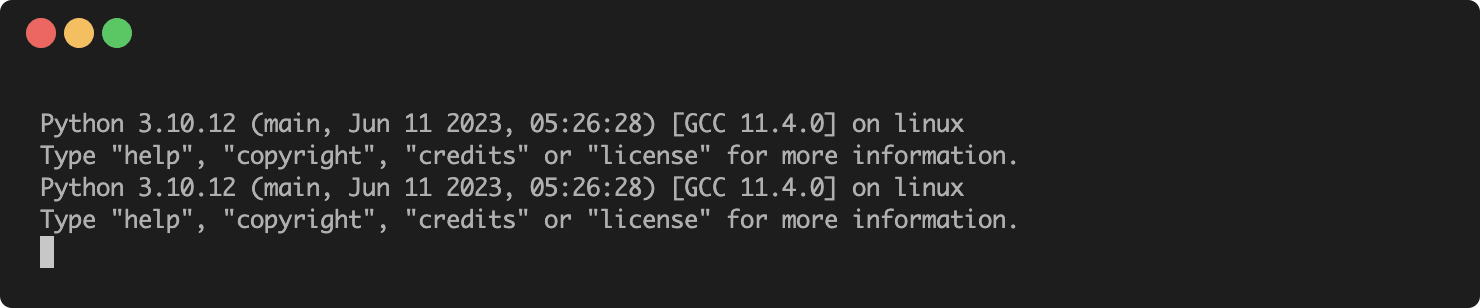 Python 3.10.12 (main, Jun 11 2023, 05:26:28) [GCC 11.4.0] on linux
Type "help", "copyright", "credits" or "license" for more information.
Python 3.10.12 (main, Jun 11 2023, 05:26:28) [GCC 11.4.0] on linux
Type "help", "copyright", "credits" or "license" for more information.